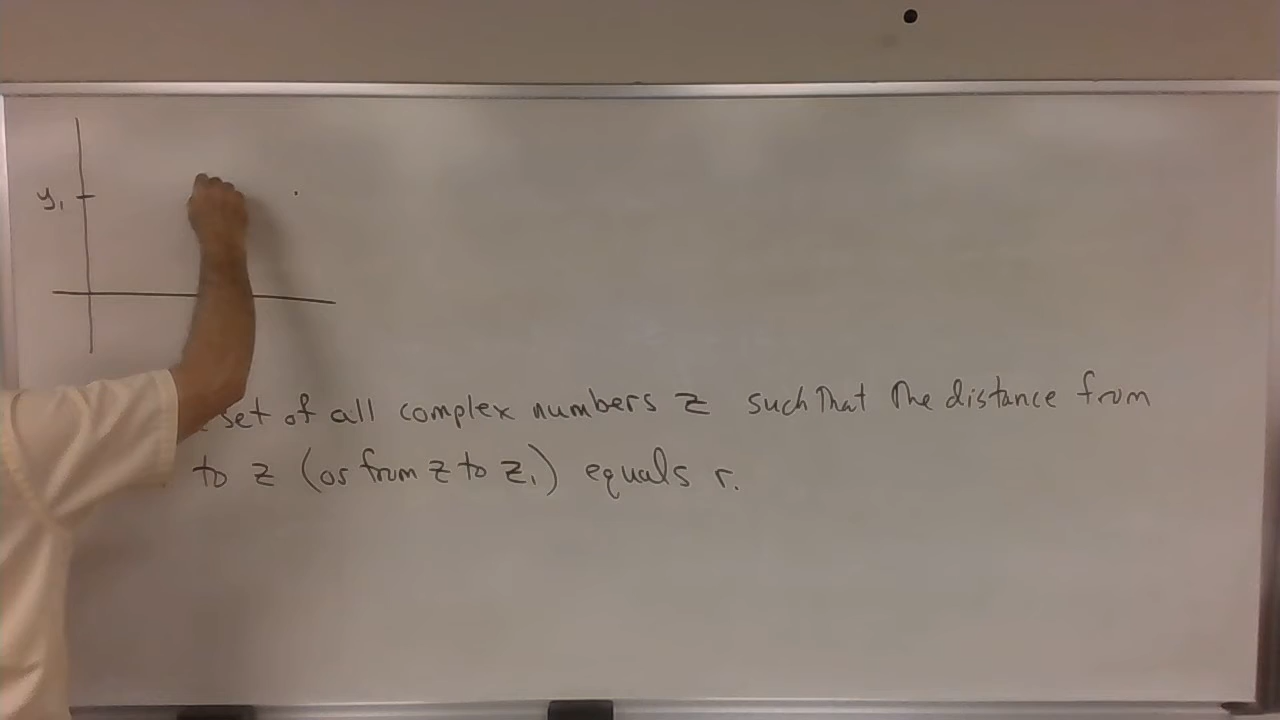 y₁
set of all complex numbers z such that the distance from
to z (or from z to z₁) equals r.